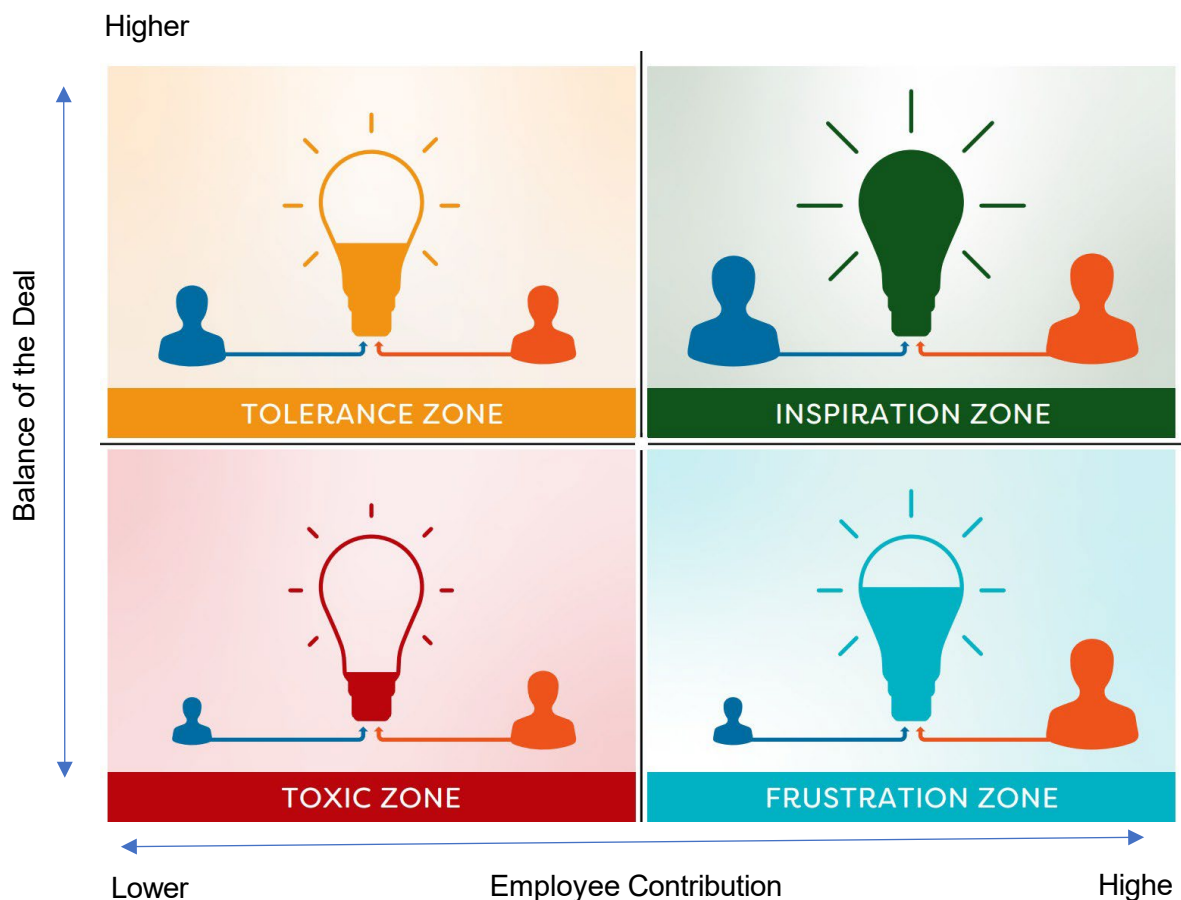 Higher
Balance of the Deal
TOLERANCE ZONE
INSPIRATION ZONE
TOXIC ZONE
FRUSTRATION ZONE
Lower
Employee Contribution
Highe